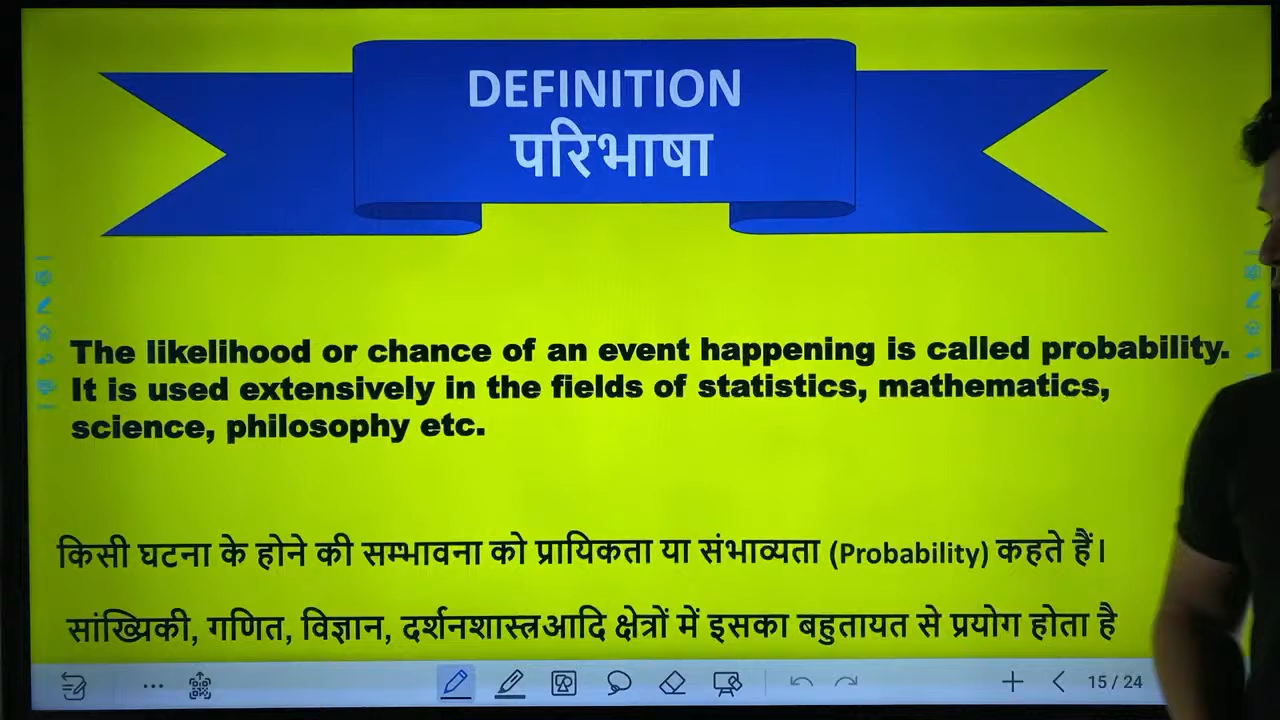 DEFINITION
परिभाषा
The likelihood or chance of an event happening is called probability.
It is used extensively in the fields of statistics, mathematics,
science, philosophy etc.
किसी घटना के होने की सम्भावना को प्रायिकता या संभाव्यता (Probability) कहते हैं।
सांख्यिकी, गणित, विज्ञान, दर्शनशास्त्रआदि क्षेत्रों में इसका बहुतायत से प्रयोग होता है
15 / 24